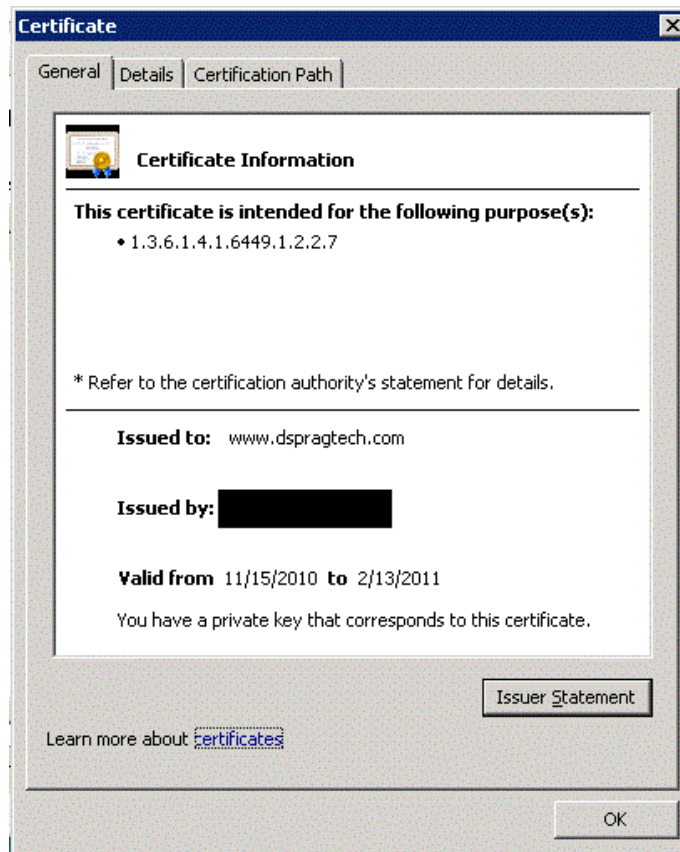 Certificate
General
Details
Certification Path
Certificate Information
This certificate is intended for the following purpose(s):
• 1.3.6.1.4.1.6449.1.2.2.7
* Refer to the certification authority's statement for details.
Issued to: www.dspragtech.com
Issued by:
Valid from 11/15/2010 to 2/13/2011
You have a private key that corresponds to this certificate.
Issuer Statement
Learn more about certificates
OK